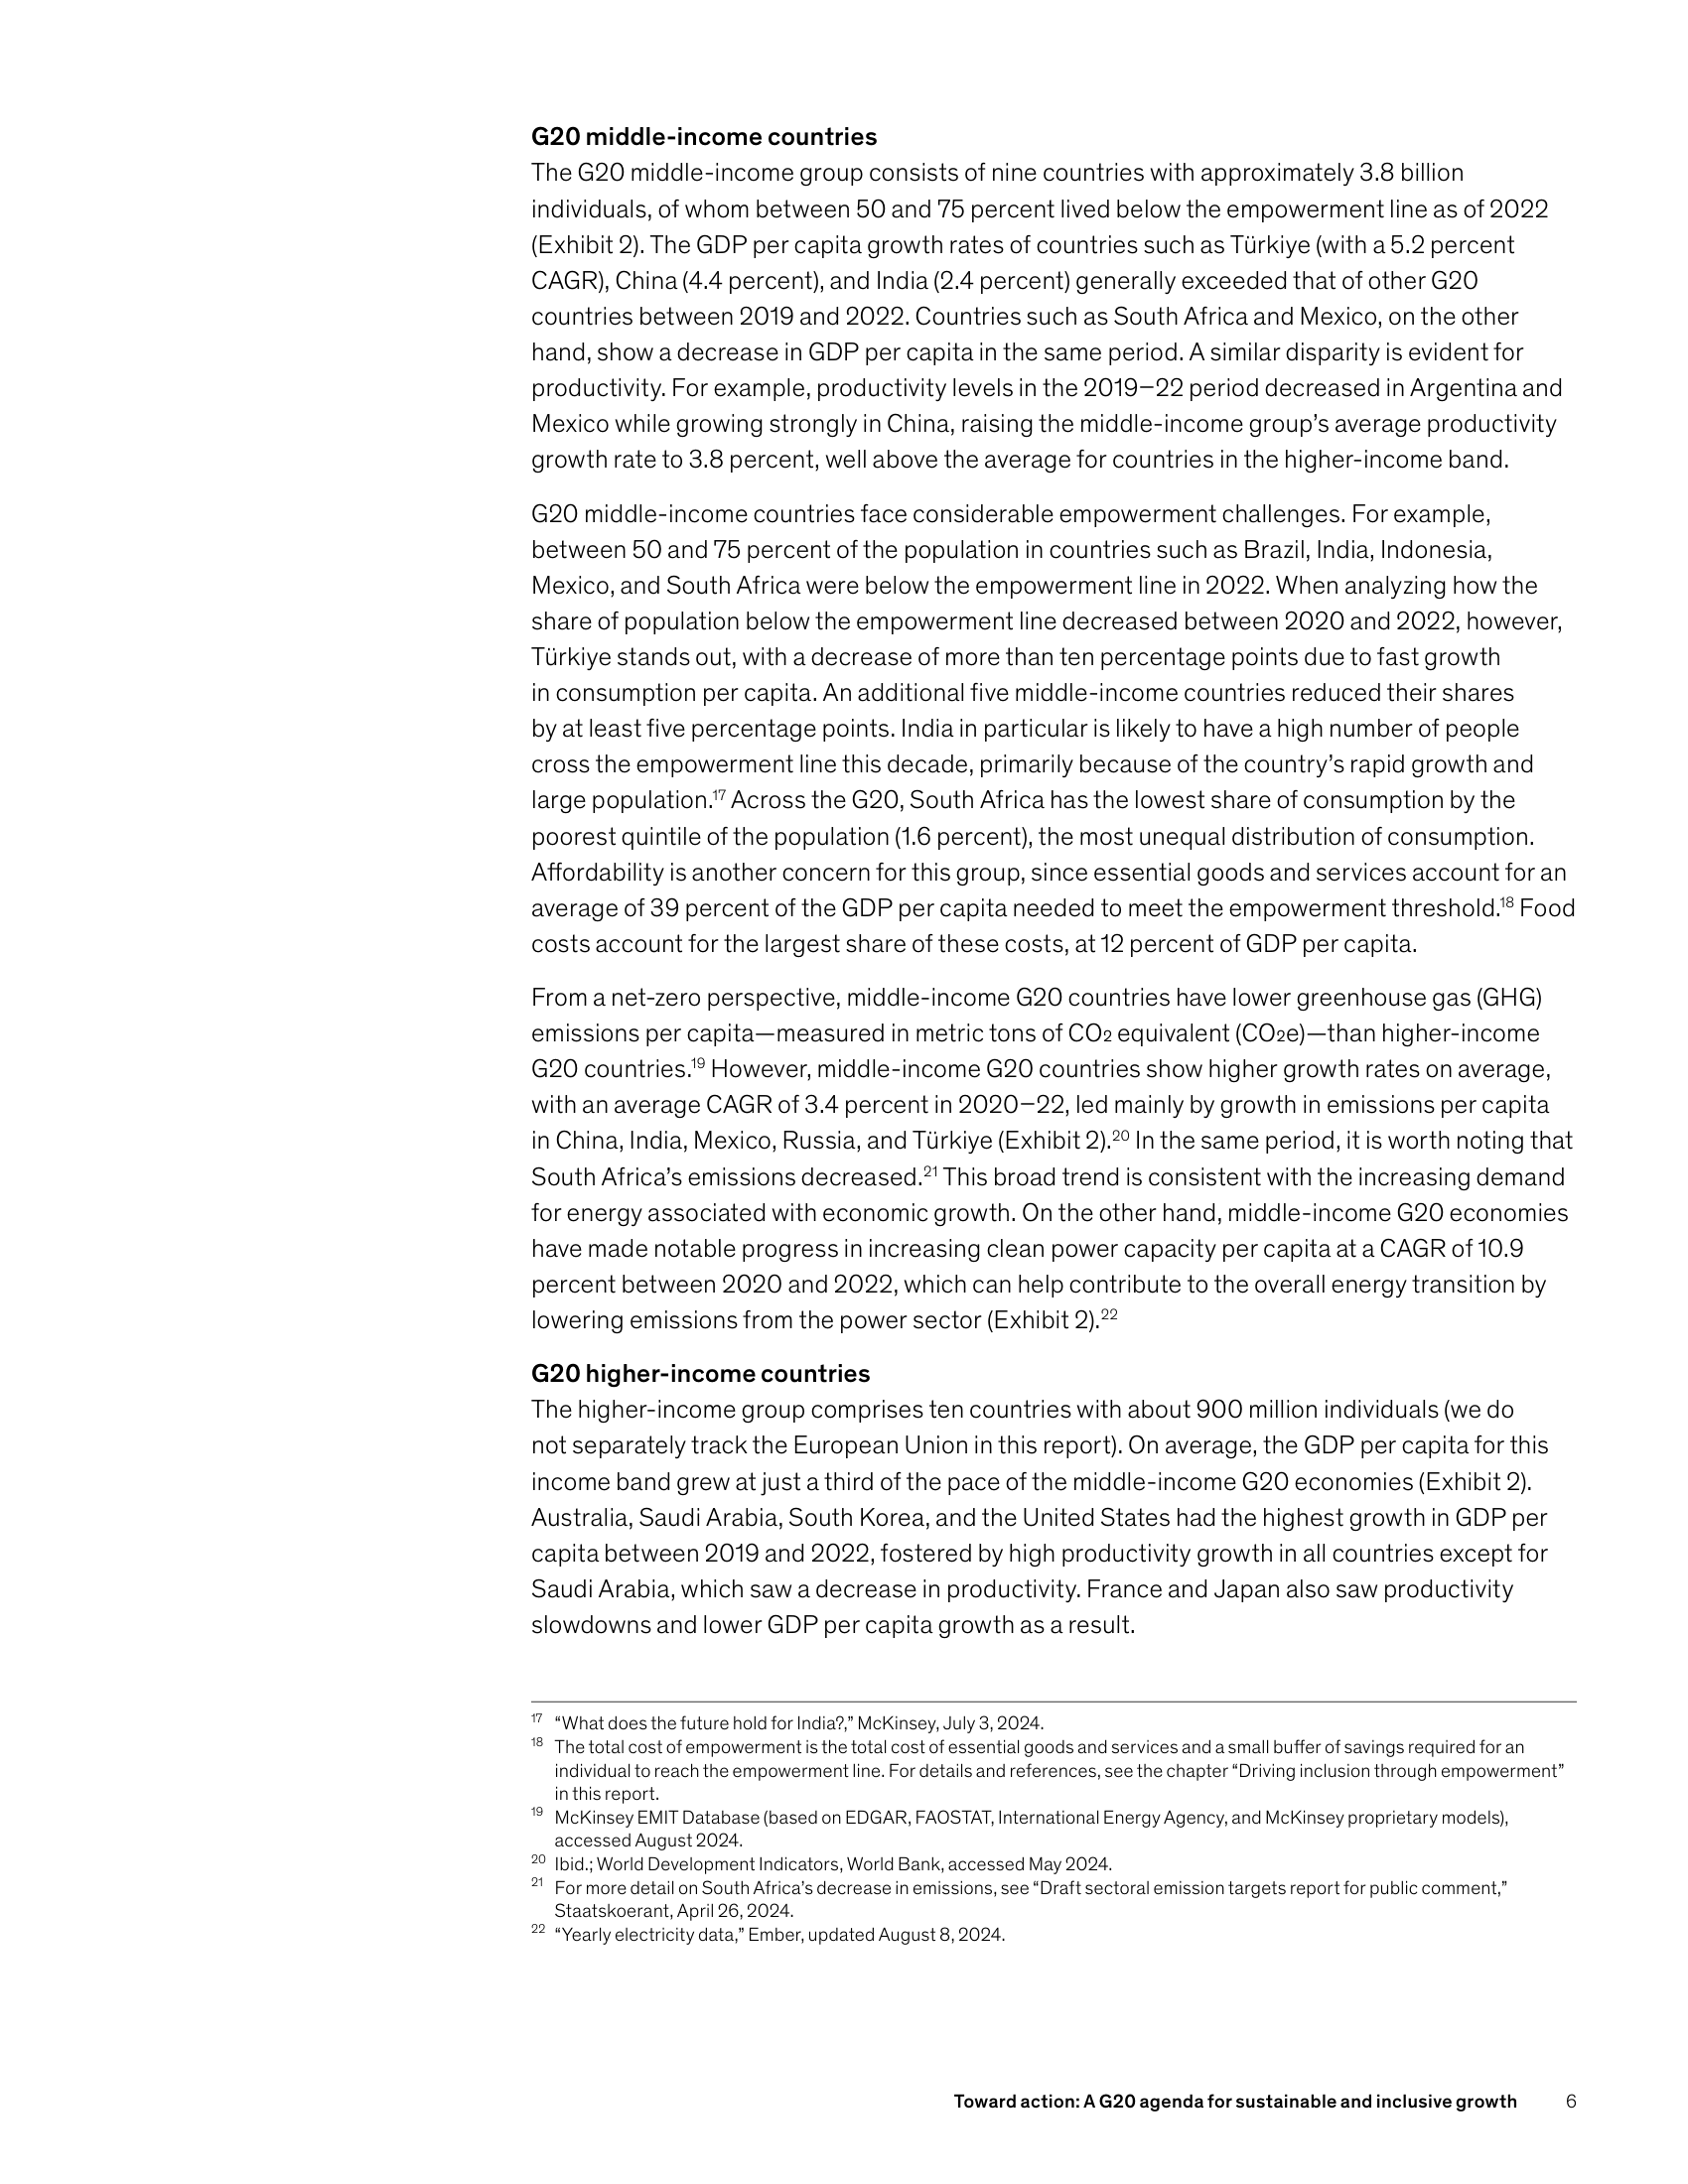 G20 middle-income countries
The G20 middle-income group consists of nine countries with approximately 3.8 billion
individuals, of whom between 50 and 75 percent lived below the empowerment line as of 2022
(Exhibit 2). The GDP per capita growth rates of countries such as Türkiye (with a 5.2 percent
CAGR), China (4.4 percent), and India (2.4 percent) generally exceeded that of other G20
countries between 2019 and 2022. Countries such as South Africa and Mexico, on the other
hand, show a decrease in GDP per capita in the same period. A similar disparity is evident for
productivity. For example, productivity levels in the 2019–22 period decreased in Argentina and
Mexico while growing strongly in China, raising the middle-income group’s average productivity
growth rate to 3.8 percent, well above the average for countries in the higher-income band.
G20 middle-income countries face considerable empowerment challenges. For example,
between 50 and 75 percent of the population in countries such as Brazil, India, Indonesia,
Mexico, and South Africa were below the empowerment line in 2022. When analyzing how the
share of population below the empowerment line decreased between 2020 and 2022, however,
Türkiye stands out, with a decrease of more than ten percentage points due to fast growth
in consumption per capita. An additional five middle-income countries reduced their shares
by at least five percentage points. India in particular is likely to have a high number of people
cross the empowerment line this decade, primarily because of the country’s rapid growth and
large population.17 Across the G20, South Africa has the lowest share of consumption by the
poorest quintile of the population (1.6 percent), the most unequal distribution of consumption.
Affordability is another concern for this group, since essential goods and services account for an
average of 39 percent of the GDP per capita needed to meet the empowerment threshold.18 Food
costs account for the largest share of these costs, at 12 percent of GDP per capita.
From a net-zero perspective, middle-income G20 countries have lower greenhouse gas (GHG)
emissions per capita—measured in metric tons of CO2 equivalent (CO2e)—than higher-income
G20 countries.19 However, middle-income G20 countries show higher growth rates on average,
with an average CAGR of 3.4 percent in 2020–22, led mainly by growth in emissions per capita
in China, India, Mexico, Russia, and Türkiye (Exhibit 2).20 In the same period, it is worth noting that
South Africa’s emissions decreased.21 This broad trend is consistent with the increasing demand
for energy associated with economic growth. On the other hand, middle-income G20 economies
have made notable progress in increasing clean power capacity per capita at a CAGR of 10.9
percent between 2020 and 2022, which can help contribute to the overall energy transition by
lowering emissions from the power sector (Exhibit 2).22
G20 higher-income countries
The higher-income group comprises ten countries with about 900 million individuals (we do
not separately track the European Union in this report). On average, the GDP per capita for this
income band grew at just a third of the pace of the middle-income G20 economies (Exhibit 2).
Australia, Saudi Arabia, South Korea, and the United States had the highest growth in GDP per
capita between 2019 and 2022, fostered by high productivity growth in all countries except for
Saudi Arabia, which saw a decrease in productivity. France and Japan also saw productivity
slowdowns and lower GDP per capita growth as a result.
17 “What does the future hold for India?,” McKinsey, July 3, 2024.
18 The total cost of empowerment is the total cost of essential goods and services and a small buffer of savings required for an
individual to reach the empowerment line. For details and references, see the chapter “Driving inclusion through empowerment”
in this report.
19 McKinsey EMIT Database (based on EDGAR, FAOSTAT, International Energy Agency, and McKinsey proprietary models),
accessed August 2024.
20 Ibid.; World Development Indicators, World Bank, accessed May 2024.
21 For more detail on South Africa’s decrease in emissions, see “Draft sectoral emission targets report for public comment,”
Staatskoerant, April 26, 2024.
22 “Yearly electricity data,” Ember, updated August 8, 2024.
Toward action: A G20 agenda for sustainable and inclusive growth 6